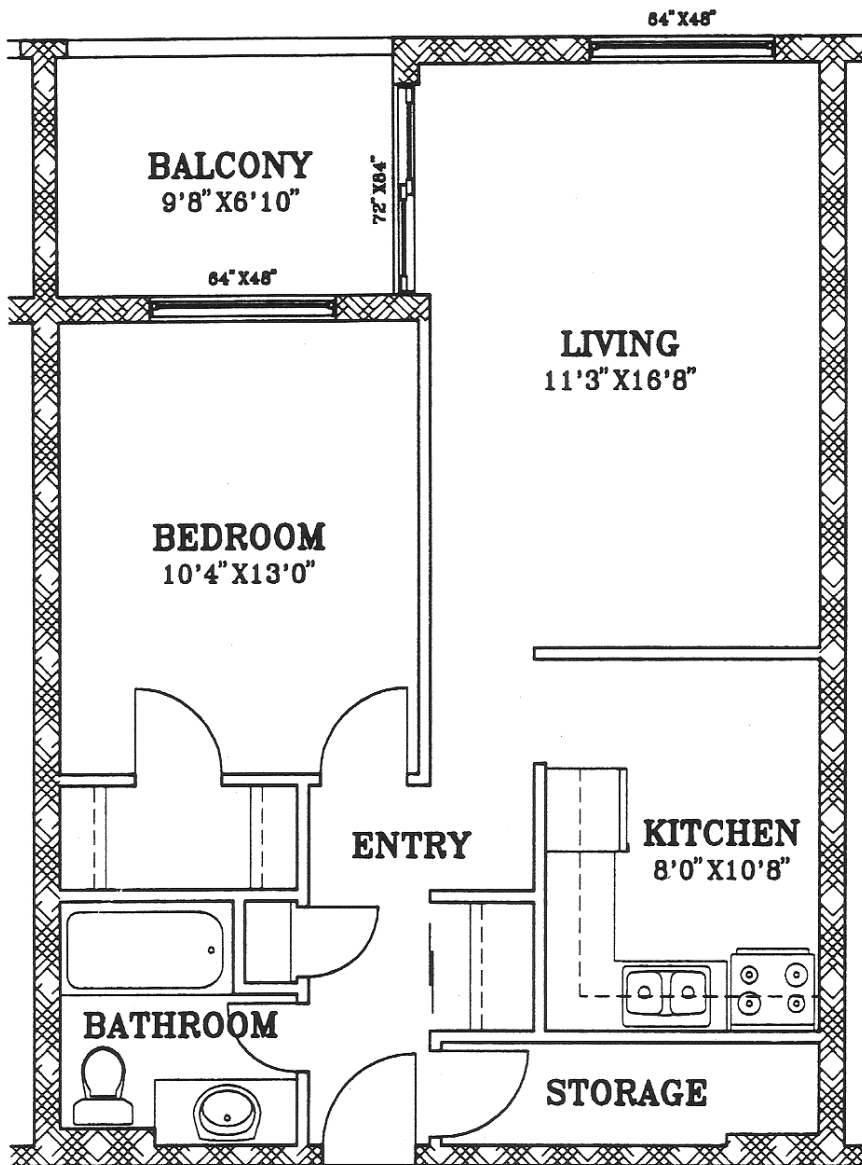 64"X48"
BALCONY
9'8"X6'10"
72"X84"
64"X48"
LIVING
11'3"X16'8"
BEDROOM
10'4"X13'0"
ENTRY
KITCHEN
8'0"X10'8"
BATHROOM
STORAGE